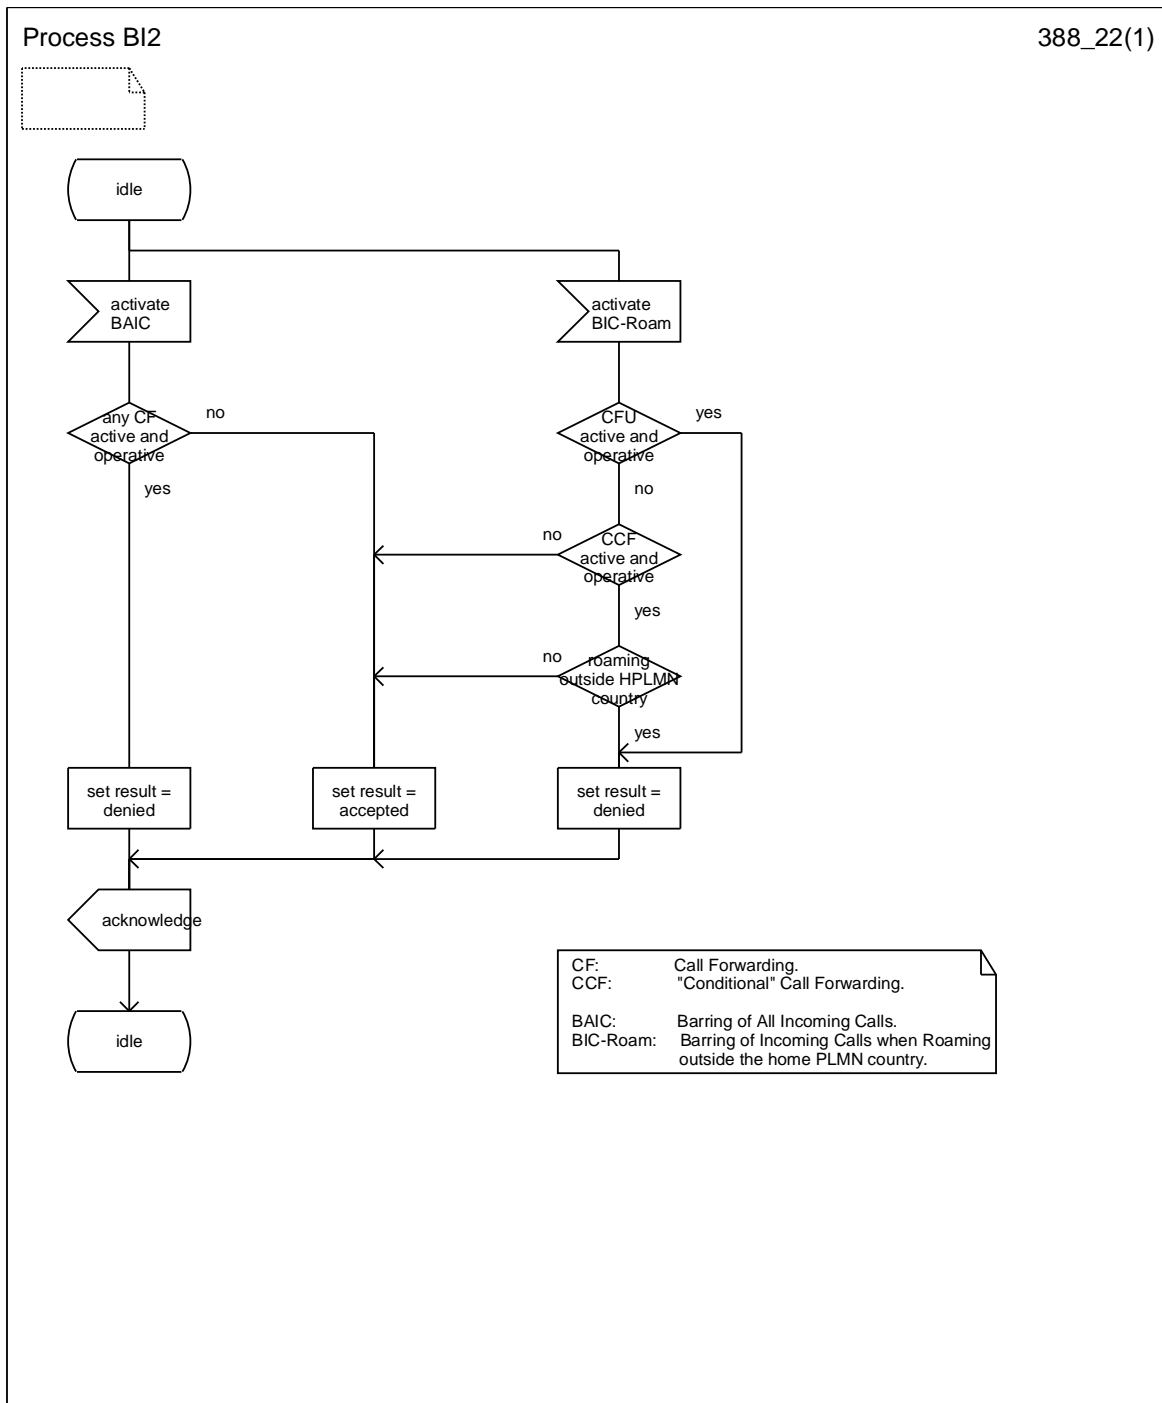 Process BI2
388_22(1)
idle
activate
BAIC
activate
BIC-Roam
any CF
active and
operative
no
yes
CFU
active and
operative
yes
no
CCF
active and
operative
no
yes
roaming
outside HPLMN
country
no
yes
set result =
denied
set result =
accepted
set result =
denied
acknowledge
idle
CF: Call Forwarding.
CCF: "Conditional" Call Forwarding.
BAIC: Barring of All Incoming Calls.
BIC-Roam: Barring of Incoming Calls when Roaming
outside the home PLMN country.